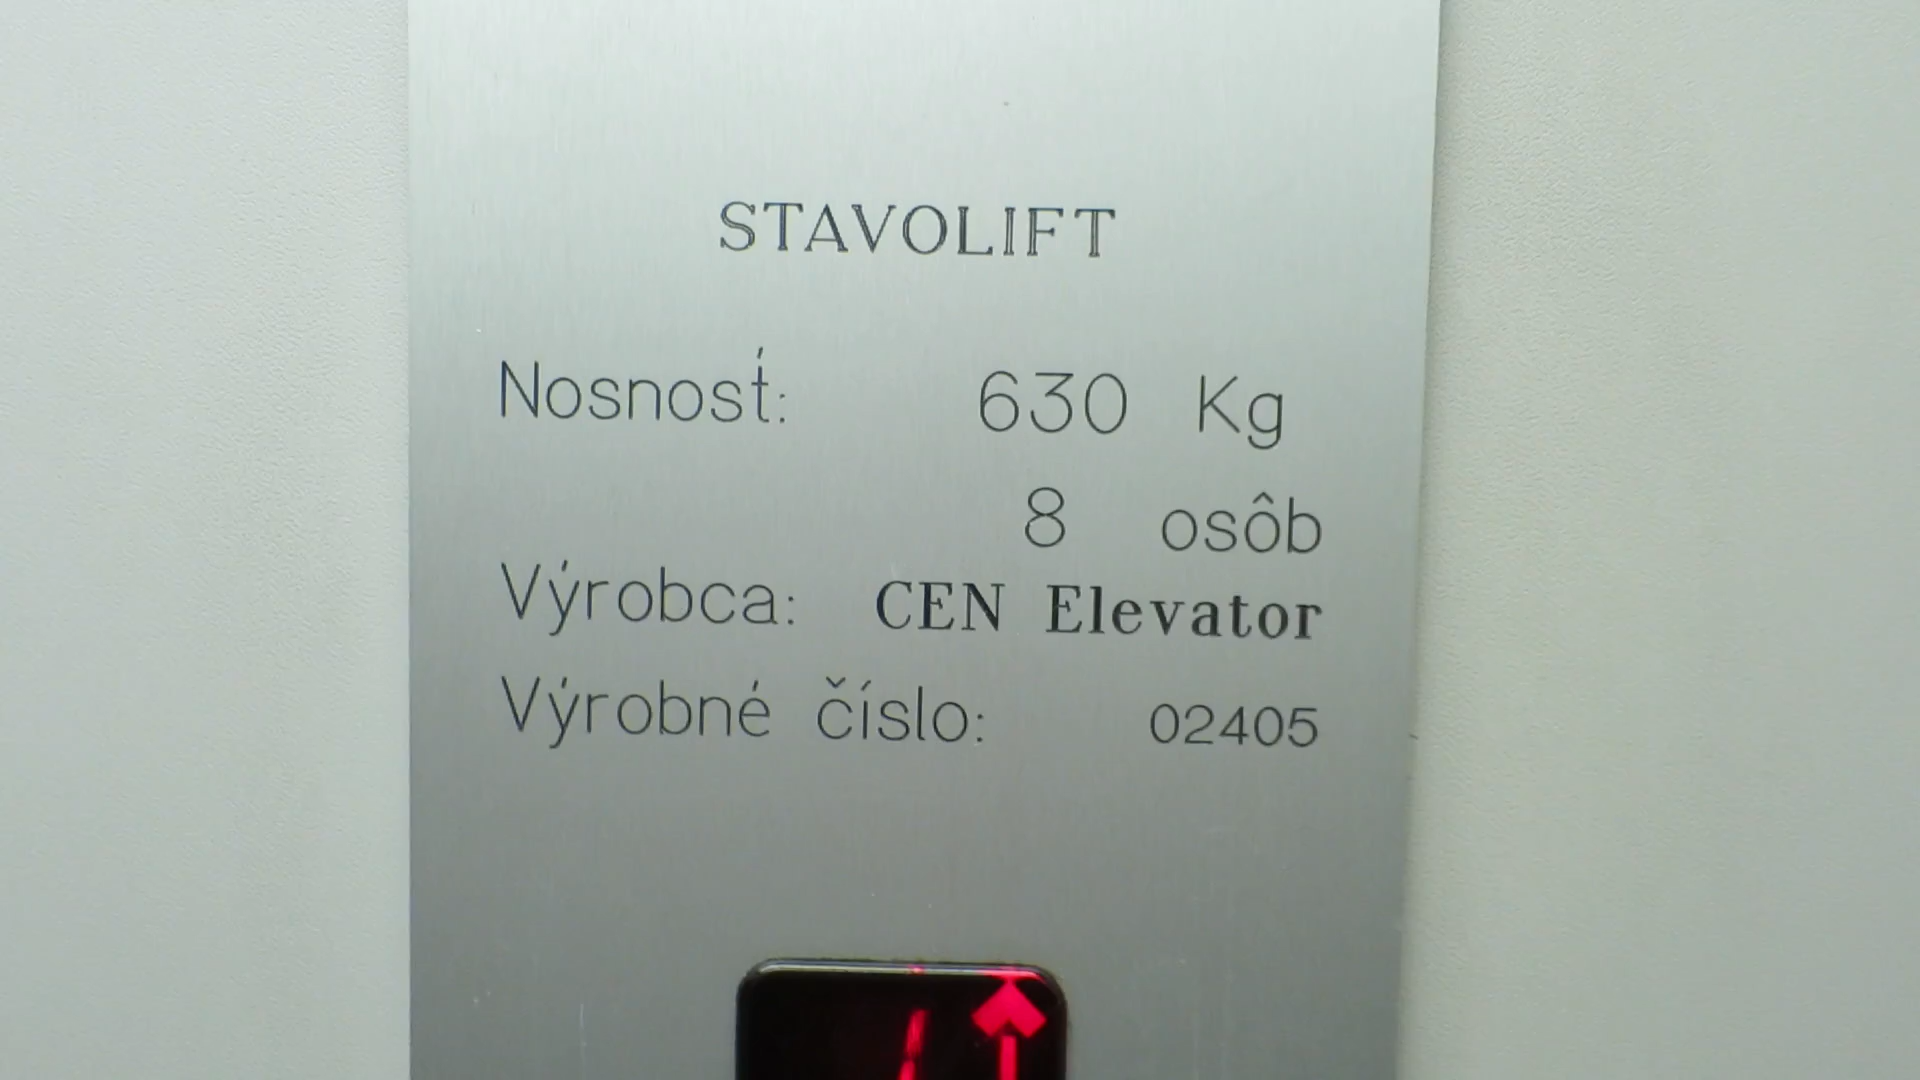 STAVOLIFT
Nosnosť: 630 Kg
8 osôb
Výrobca: CEN Elevator
Výrobné číslo: 02405